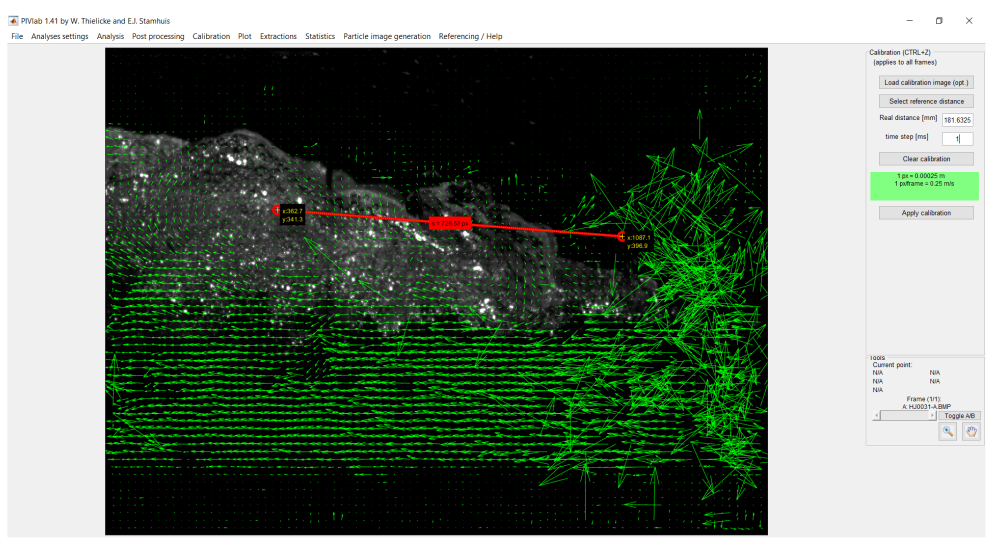 PIVlab 1.41 by W. Thielicke and E.J. Stamhuis
File Analyses settings Analysis Post processing Calibration Plot Extractions Statistics Particle image generation Referencing / Help
Calibration (CTRL+Z)
(applies to all frames)
Load calibration image (opt.)
Select reference distance
Real distance [mm] 181.6325
time step [ms] 1
Clear calibration
1 px = 0.00025 m
1 px/frame = 0.25 m/s
Apply calibration
x:362.7
y:341.3
x:1087.1
y:396.9
Tools
Current point:
N/A N/A
N/A N/A
N/A
Frame (1/1):
A: HJ0031-A.BMP
Toggle A/B